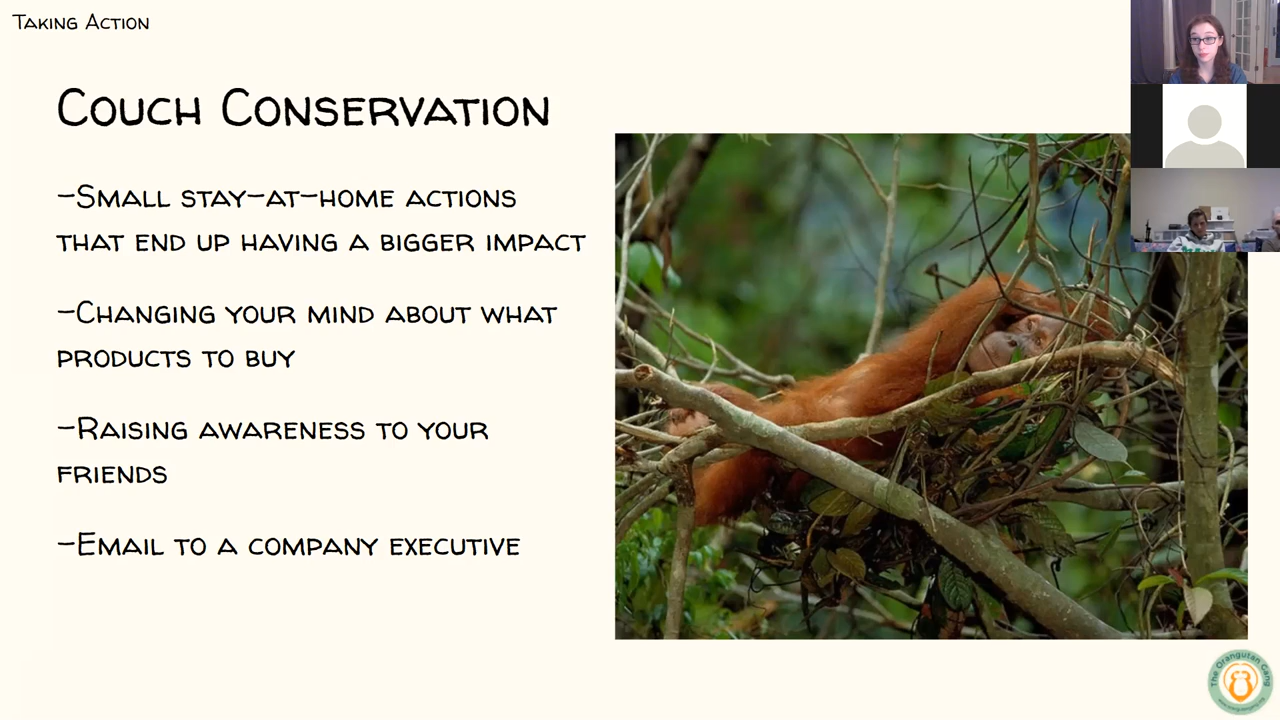 Taking Action
Couch Conservation
-Small stay-at-home actions
that end up having a bigger impact
-Changing your mind about what
products to buy
-Raising awareness to your
friends
-Email to a company executive
The Orangutan Gang